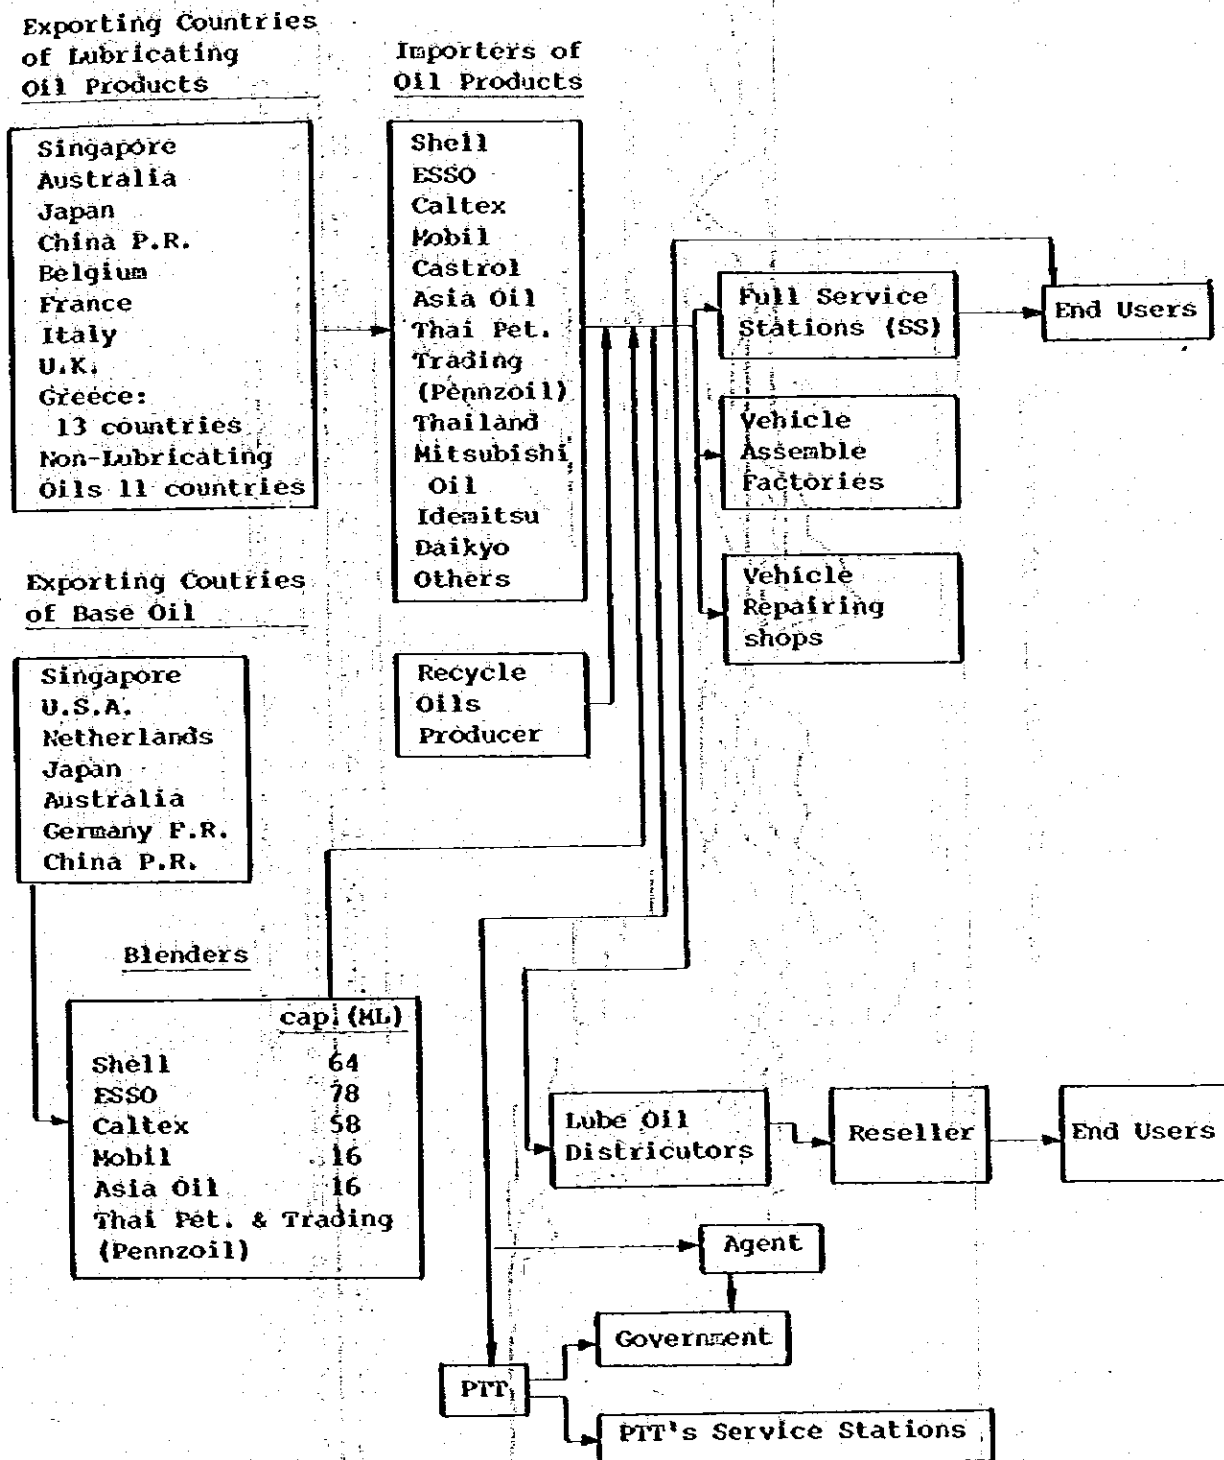 Exporting Countries
of Lubricating
Oil Products
Singapore
Australia
Japan
China P.R.
Belgium
France
Italy
U.K.
Greece:
13 countries
Non-Lubricating
Oils 11 countries
Importers of
Oil Products
Shell
ESSO
Caltex
Mobil
Castrol
Asia Oil
Thai Pet.
Trading
(Pennzoil)
Thailand
Mitsubishi
Oil
Idemitsu
Daikyo
Others
Full Service
Stations (SS)
End Users
Vehicle
Assemble
Factories
Vehicle
Repairing
shops
Exporting Coutries
of Base Oil
Singapore
U.S.A.
Netherlands
Japan
Australia
Germany F.R.
China P.R.
Recycle
Oils
Producer
Blenders
cap. (ML)
Shell 64
ESSO 78
Caltex 58
Mobil 16
Asia Oil 16
Thai Pet. & Trading
(Pennzoil)
Lube Oil
Districutors
Reseller
End Users
Agent
Government
PTT
PTT's Service Stations